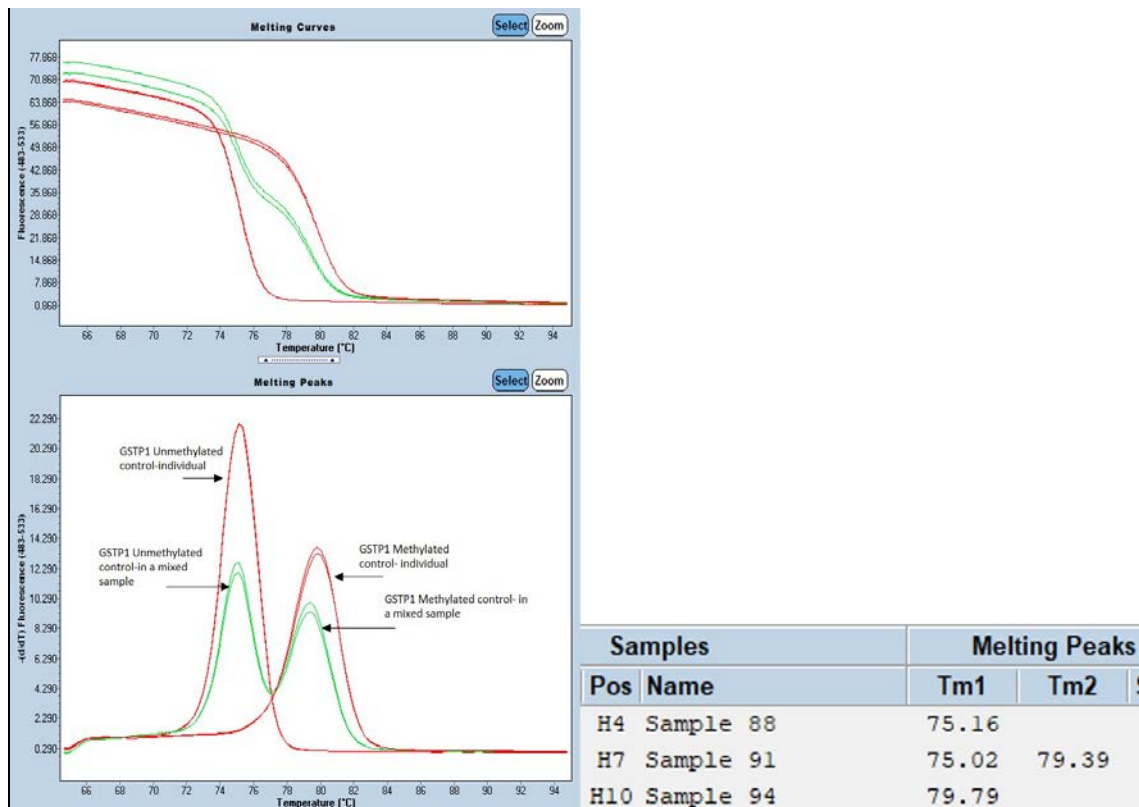 Melting Curves
Select Zoom
77.868
70.868
63.868
56.868
49.868
42.868
35.868
28.868
21.868
14.868
7.868
0.868
Fluorescence (483-533)
66 68 70 72 74 76 78 80 82 84 86 88 90 92 94
Temperature (°C)
Melting Peaks
Select Zoom
22.290
20.290
18.290
16.290
14.290
12.290
10.290
8.290
6.290
4.290
2.290
0.290
-(d/dT) Fluorescence (483-533)
GSTP1 Unmethylated
control-individual
GSTP1 Unmethylated
control-in a mixed
sample
GSTP1 Methylated
control- individual
GSTP1 Methylated control- in
a mixed sample
66 68 70 72 74 76 78 80 82 84 86 88 90 92 94
Temperature (°C)
Samples Melting Peaks
Pos Name Tm1 Tm2
H4 Sample 88 75.16
H7 Sample 91 75.02 79.39
H10 Sample 94 79.79